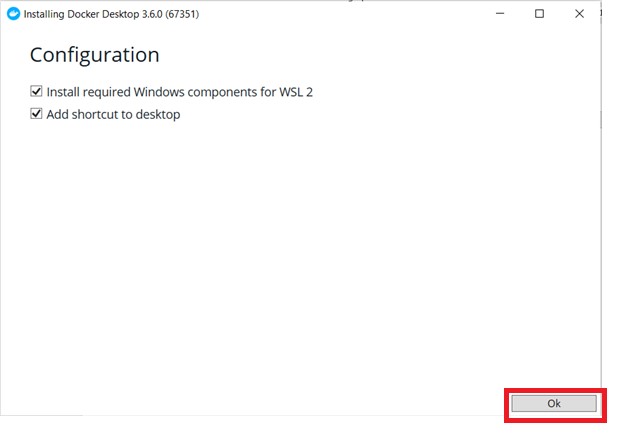 Installing Docker Desktop 3.6.0 (67351)
Configuration
Install required Windows components for WSL 2
Add shortcut to desktop
Ok